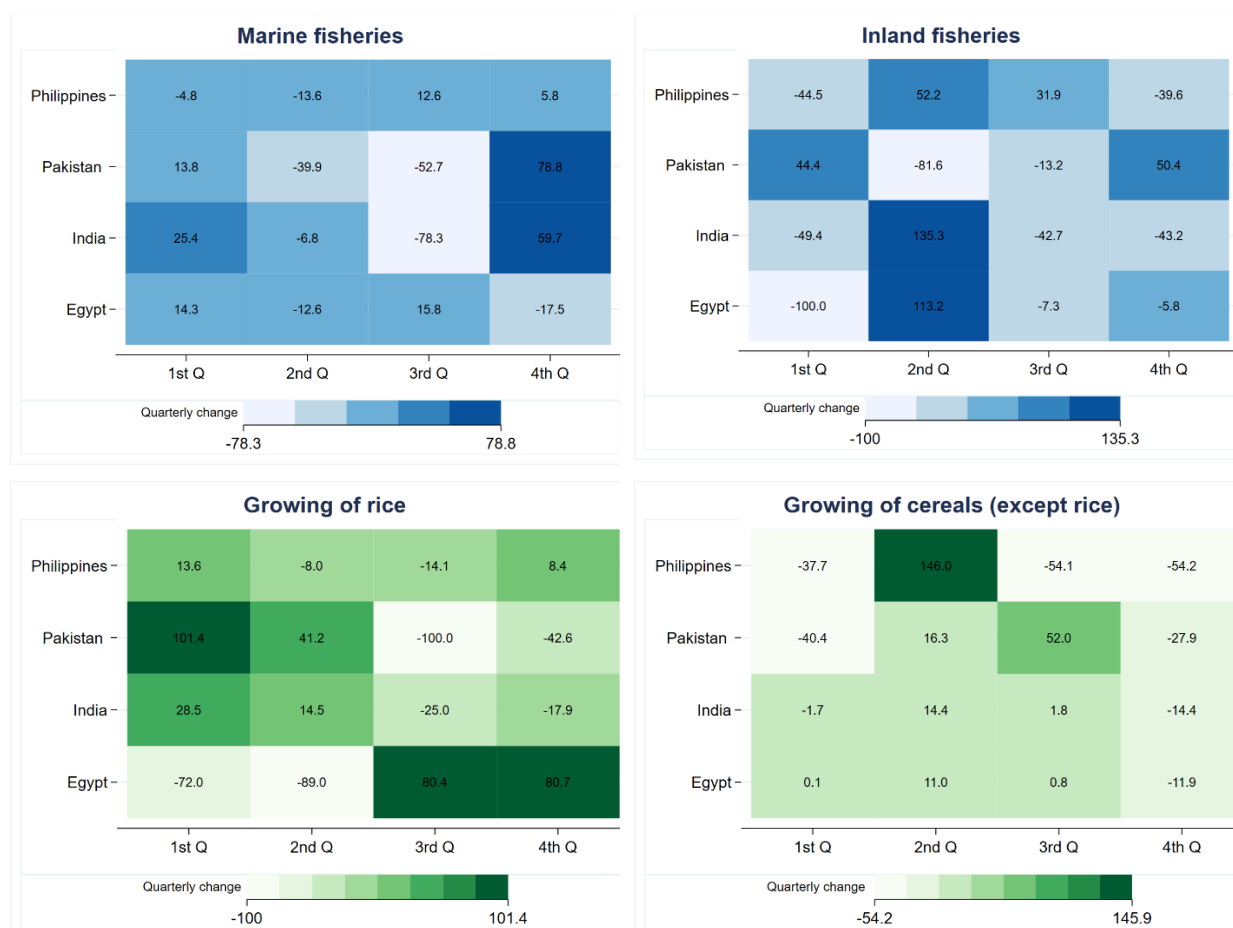 Marine fisheries
Philippines -4.8 -13.6 12.6 5.8
Pakistan 13.8 -39.9 -52.7 78.8
India 25.4 -6.8 -78.3 59.7
Egypt 14.3 -12.6 15.8 -17.5
1st Q 2nd Q 3rd Q 4th Q
Quarterly change
-78.3 78.8
Inland fisheries
Philippines -44.5 52.2 31.9 -39.6
Pakistan 44.4 -81.6 -13.2 50.4
India -49.4 135.3 -42.7 -43.2
Egypt -100.0 113.2 -7.3 -5.8
1st Q 2nd Q 3rd Q 4th Q
Quarterly change
-100 135.3
Growing of rice
Philippines 13.6 -8.0 -14.1 8.4
Pakistan 101.4 41.2 -100.0 -42.6
India 28.5 14.5 -25.0 -17.9
Egypt -72.0 -89.0 80.4 80.7
1st Q 2nd Q 3rd Q 4th Q
Quarterly change
-100 101.4
Growing of cereals (except rice)
Philippines -37.7 146.0 -54.1 -54.2
Pakistan -40.4 16.3 52.0 -27.9
India -1.7 14.4 1.8 -14.4
Egypt 0.1 11.0 0.8 -11.9
1st Q 2nd Q 3rd Q 4th Q
Quarterly change
-54.2 145.9